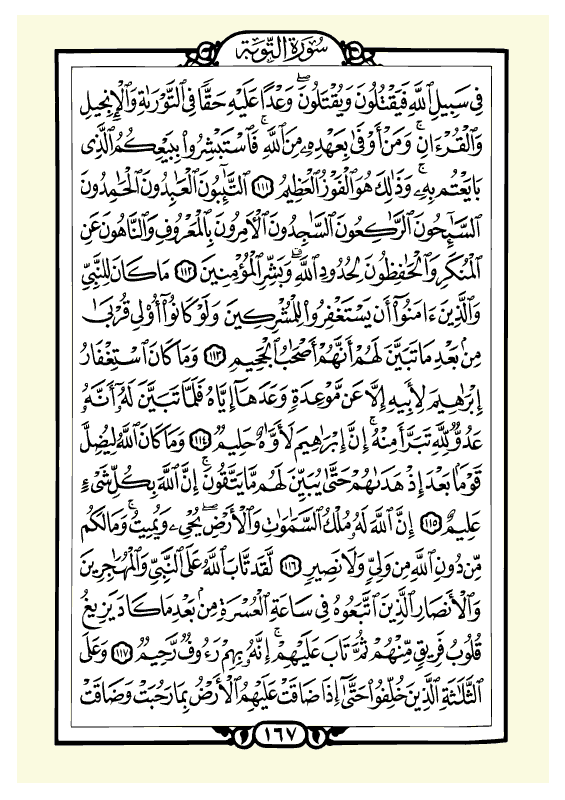 سُورَةُ التَّوبَة
فِى سَبِيلِ ٱللَّهِ فَيَقْتُلُونَ وَيُقْتَلُونَ ۖ وَعْدًا عَلَيْهِ حَقًّا فِى ٱلتَّوْرَىٰةِ وَٱلْإِنجِيلِ
وَٱلْقُرْءَانِ ۚ وَمَنْ أَوْفَىٰ بِعَهْدِهِۦ مِنَ ٱللَّهِ ۚ فَٱسْتَبْشِرُوا۟ بِبَيْعِكُمُ ٱلَّذِى
بَايَعْتُم بِهِۦ ۚ وَذَٰلِكَ هُوَ ٱلْفَوْزُ ٱلْعَظِيمُ ١١١ ٱلتَّٰٓئِبُونَ ٱلْعَٰبِدُونَ ٱلْحَٰمِدُونَ
ٱلسَّٰٓئِحُونَ ٱلرَّٰكِعُونَ ٱلسَّٰجِدُونَ ٱلْءَامِرُونَ بِٱلْمَعْرُوفِ وَٱلنَّاهُونَ عَنِ
ٱلْمُنكَرِ وَٱلْحَٰفِظُونَ لِحُدُودِ ٱللَّهِ ۗ وَبَشِّرِ ٱلْمُؤْمِنِينَ ١١٢ مَا كَانَ لِلنَّبِىِّ
وَٱلَّذِينَ ءَامَنُوٓا۟ أَن يَسْتَغْفِرُوا۟ لِلْمُشْرِكِينَ وَلَوْ كَانُوٓا۟ أُو۟لِى قُرْبَىٰ
مِنۢ بَعْدِ مَا تَبَيَّنَ لَهُمْ أَنَّهُمْ أَصْحَٰبُ ٱلْجَحِيمِ ١١٣ وَمَا كَانَ ٱسْتِغْفَارُ
إِبْرَٰهِيمَ لِأَبِيهِ إِلَّا عَن مَّوْعِدَةٍ وَعَدَهَآ إِيَّاهُ فَلَمَّا تَبَيَّنَ لَهُۥٓ أَنَّهُۥ
عَدُوٌّ لِّلَّهِ تَبَرَّأَ مِنْهُ ۚ إِنَّ إِبْرَٰهِيمَ لَأَوَّٰهٌ حَلِيمٌ ١١٤ وَمَا كَانَ ٱللَّهُ لِيُضِلَّ
قَوْمًۢا بَعْدَ إِذْ هَدَىٰهُمْ حَتَّىٰ يُبَيِّنَ لَهُم مَّا يَتَّقُونَ ۚ إِنَّ ٱللَّهَ بِكُلِّ شَىْءٍ
عَلِيمٌ ١١٥ إِنَّ ٱللَّهَ لَهُۥ مُلْكُ ٱلسَّمَٰوَٰتِ وَٱلْأَرْضِ ۖ يُحْىِۦ وَيُمِيتُ ۚ وَمَا لَكُم
مِّن دُونِ ٱللَّهِ مِن وَلِىٍّ وَلَا نَصِيرٍ ١١٦ لَّقَد تَّابَ ٱللَّهُ عَلَى ٱلنَّبِىِّ وَٱلْمُهَٰجِرِينَ
وَٱلْأَنصَارِ ٱلَّذِينَ ٱتَّبَعُوهُ فِى سَاعَةِ ٱلْعُسْرَةِ مِنۢ بَعْدِ مَا كَادَ يَزِيغُ
قُلُوبُ فَرِيقٍ مِّنْهُمْ ثُمَّ تَابَ عَلَيْهِمْ ۚ إِنَّهُۥ بِهِمْ رَءُوفٌ رَّحِيمٌ ١١٧ وَعَلَى
ٱلثَّلَٰثَةِ ٱلَّذِينَ خُلِّفُوا۟ حَتَّىٰٓ إِذَا ضَاقَتْ عَلَيْهِمُ ٱلْأَرْضُ بِمَا رَحُبَتْ وَضَاقَتْ
١٦٧